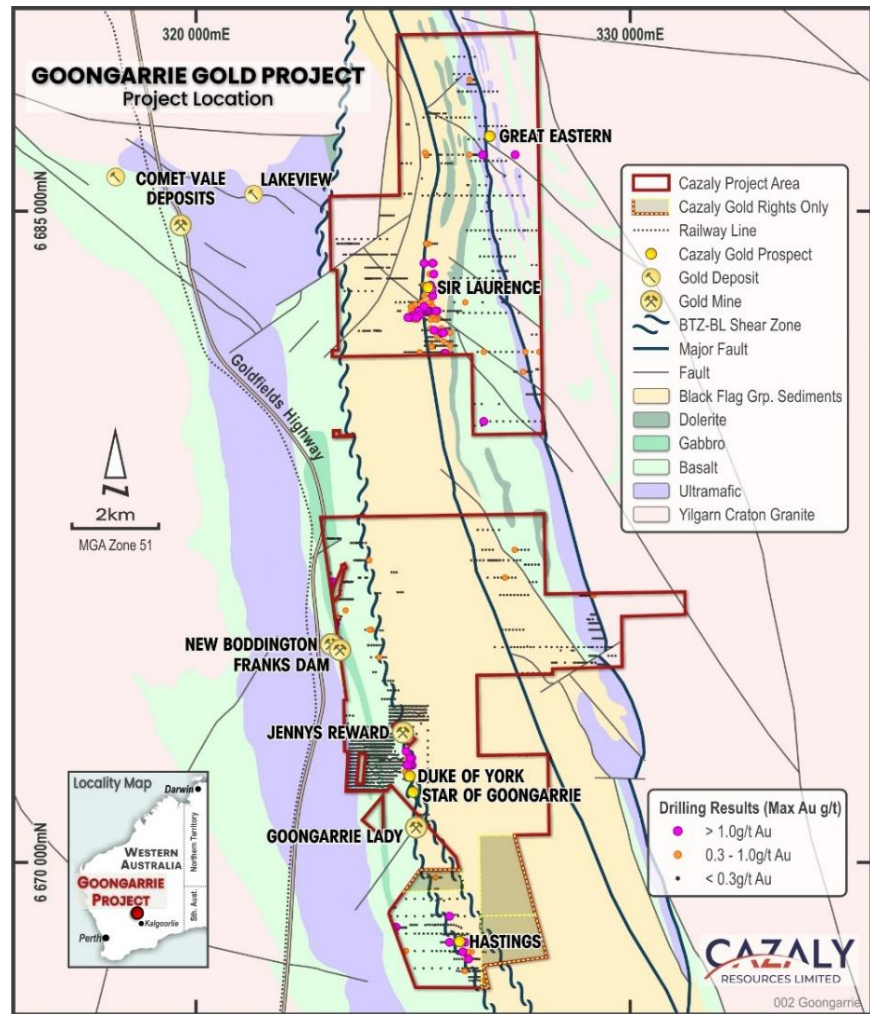 320 000mE
330 000mE
GOONGARRIE GOLD PROJECT
Project Location
GREAT EASTERN
COMET VALE
DEPOSITS
LAKEVIEW
6 685 000mN
SIR LAURENCE
Cazaly Project Area
Cazaly Gold Rights Only
Railway Line
Cazaly Gold Prospect
Gold Deposit
Gold Mine
BTZ-BL Shear Zone
Major Fault
Fault
Black Flag Grp. Sediments
Dolerite
Gabbro
Basalt
Ultramafic
Yilgarn Craton Granite
Goldfields Highway
N
2km
MGA Zone 51
NEW BODDINGTON
FRANKS DAM
JENNYS REWARD
DUKE OF YORK
STAR OF GOONGARRIE
GOONGARRIE LADY
6 670 000mN
HASTINGS
Locality Map
Darwin
WESTERN
AUSTRALIA
Northern Territory
GOONGARRIE
PROJECT
Kalgoorlie
Sth. Aust.
Perth
Drilling Results (Max Au g/t)
> 1.0g/t Au
0.3 - 1.0g/t Au
< 0.3g/t Au
CAZALY
RESOURCES LIMITED
002 Goongarrie